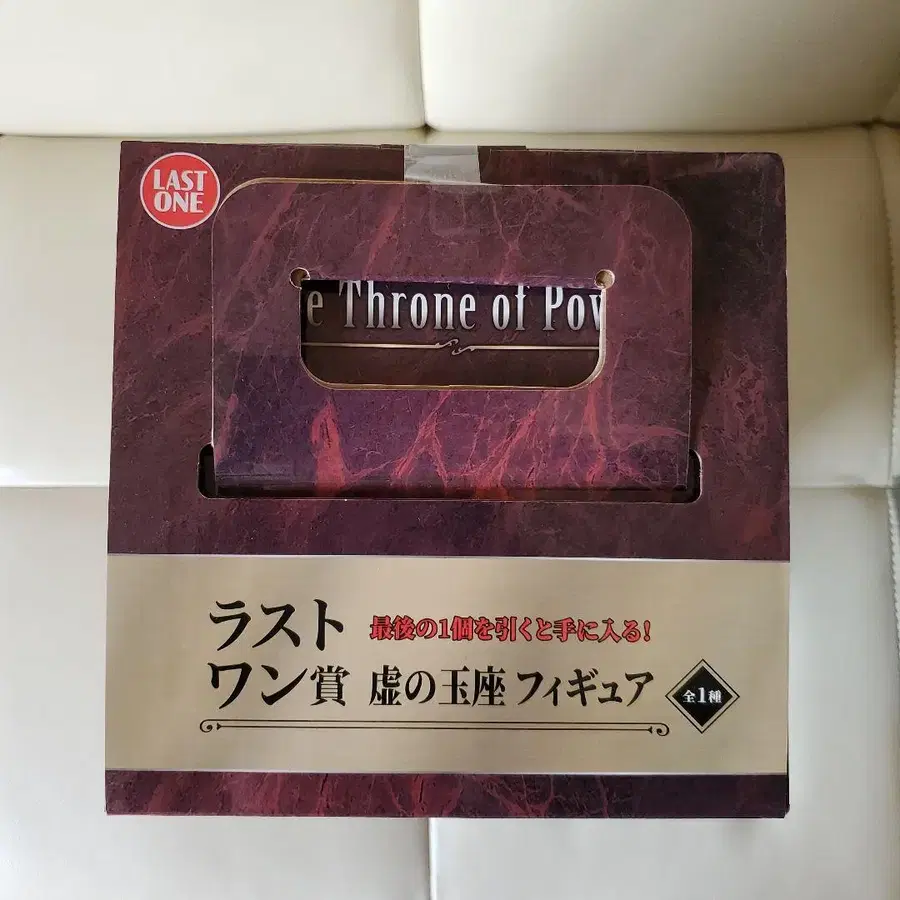 LAST
ONE
e Throne of Pow
ラスト
最後の1個を引くと手に入る!
ワン賞 虚の玉座 フィギュア
全1種